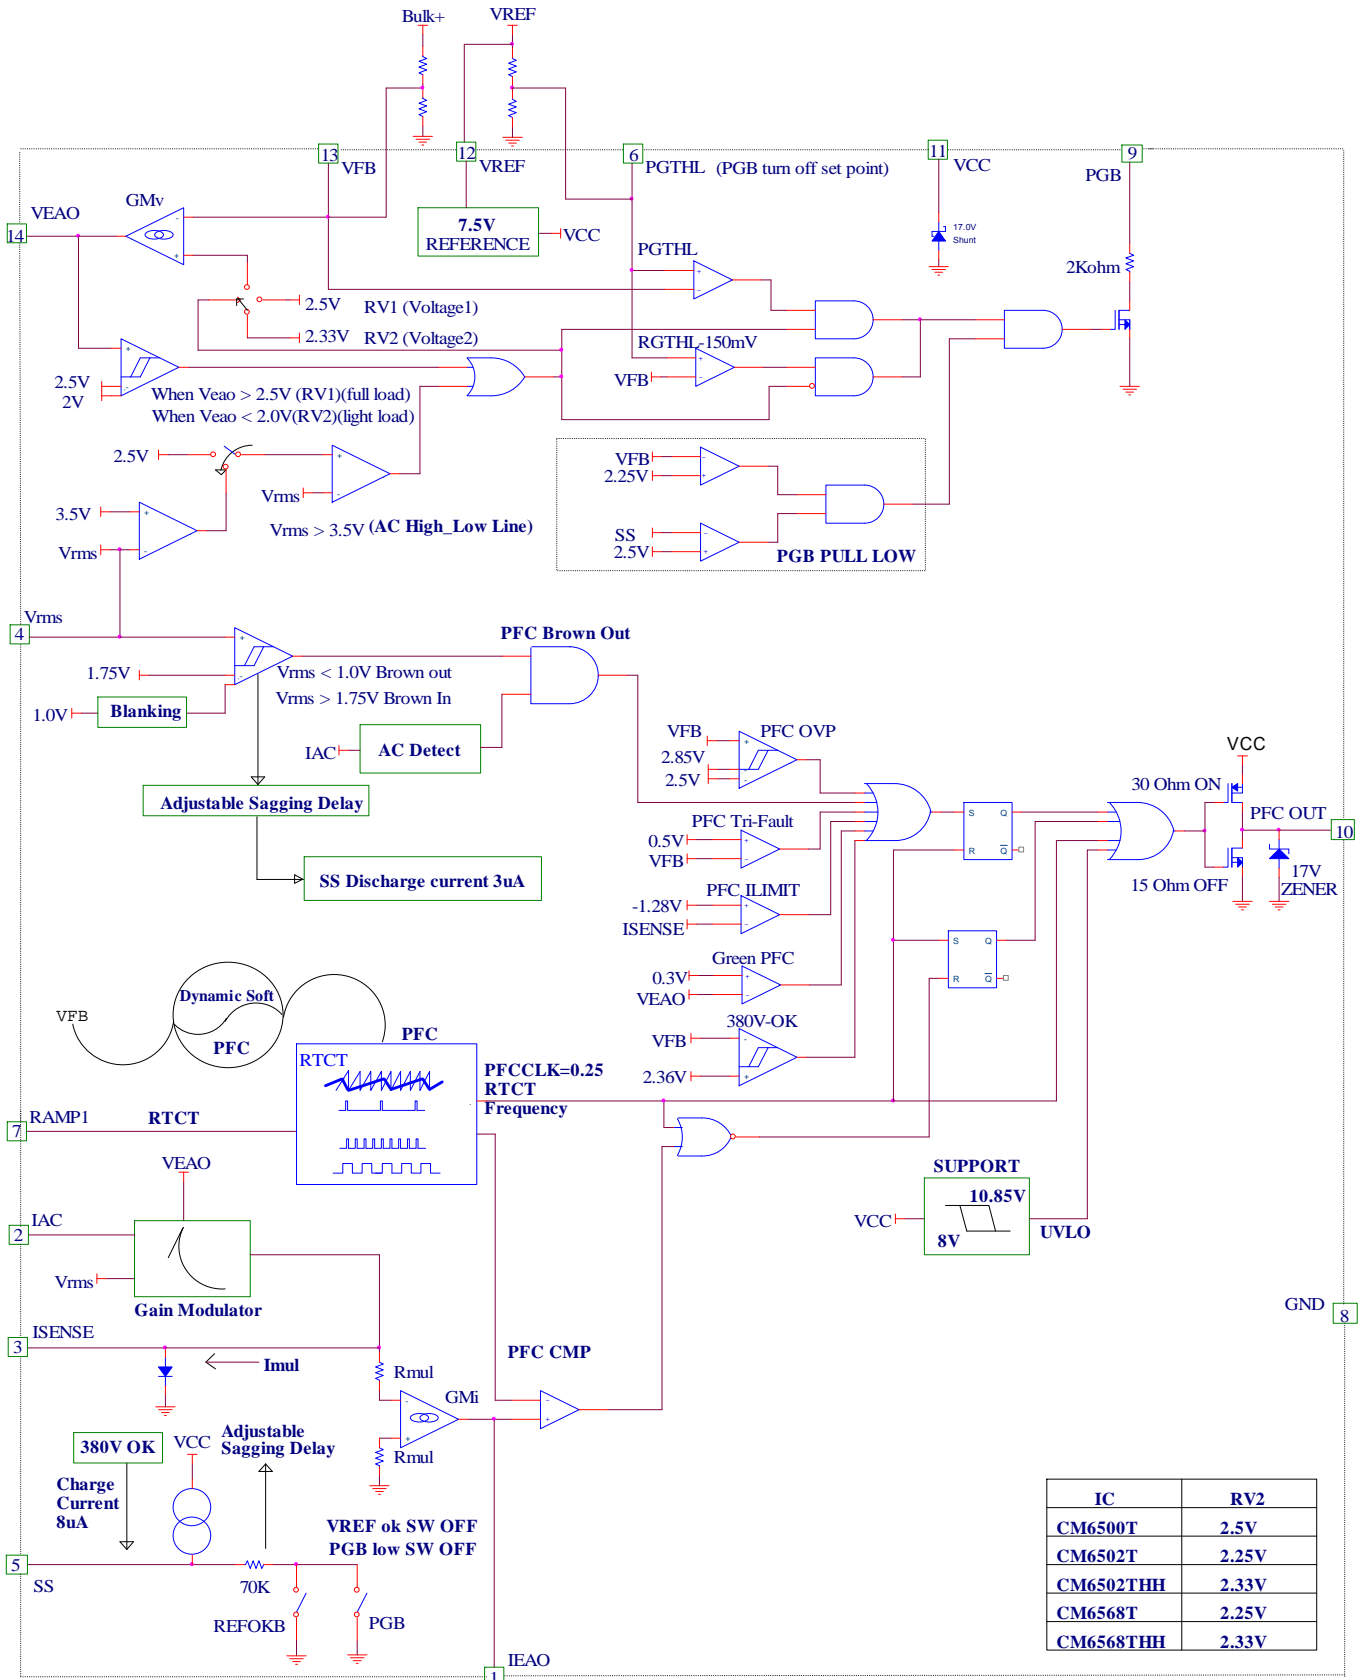 Bulk+
VREF
13
VFB
12
VREF
6
PGTHL (PGB turn off set point)
11
VCC
9
PGB
VEAO
14
GMv
-
+
7.5V
REFERENCE
VCC
17.0V
Shunt
2Kohm
PGTHL
+
-
2.5V RV1 (Voltage1)
2.33V RV2 (Voltage2)
RGTHL-150mV
VFB
+
-
2.5V
2V
+
-
When Veao > 2.5V (RV1)(full load)
When Veao < 2.0V(RV2)(light load)
2.5V
+
-
Vrms
3.5V
Vrms
+
-
Vrms > 3.5V (AC High_Low Line)
VFB
2.25V
-
+
SS
2.5V
-
+
PGB PULL LOW
Vrms
4
+
-
-
1.75V
1.0V
Blanking
Vrms < 1.0V Brown out
Vrms > 1.75V Brown In
PFC Brown Out
IAC
AC Detect
Adjustable Sagging Delay
SS Discharge current 3uA
VFB
2.85V
2.5V
+
-
-
PFC OVP
PFC Tri-Fault
0.5V
VFB
+
-
PFC ILIMIT
-1.28V
ISENSE
+
-
Green PFC
0.3V
VEAO
+
-
380V-OK
VFB
2.36V
-
+
S Q
R Q
S Q
R Q
VCC
30 Ohm ON
PFC OUT
10
15 Ohm OFF
17V
ZENER
VFB
Dynamic Soft
PFC
PFC
RTCT
PFCCLK=0.25
RTCT
Frequency
7
RAMP1
RTCT
SUPPORT
10.85V
8V
VCC
UVLO
VEAO
IAC
2
Vrms
Gain Modulator
GND
8
ISENSE
3
Imul
Rmul
GMi
-
+
Rmul
PFC CMP
-
+
380V OK
VCC
Adjustable
Sagging Delay
Charge
Current
8uA
VREF ok SW OFF
PGB low SW OFF
5
SS
70K
REFOKB
PGB
IEAO
1
IC RV2
CM6500T 2.5V
CM6502T 2.25V
CM6502THH 2.33V
CM6568T 2.25V
CM6568THH 2.33V